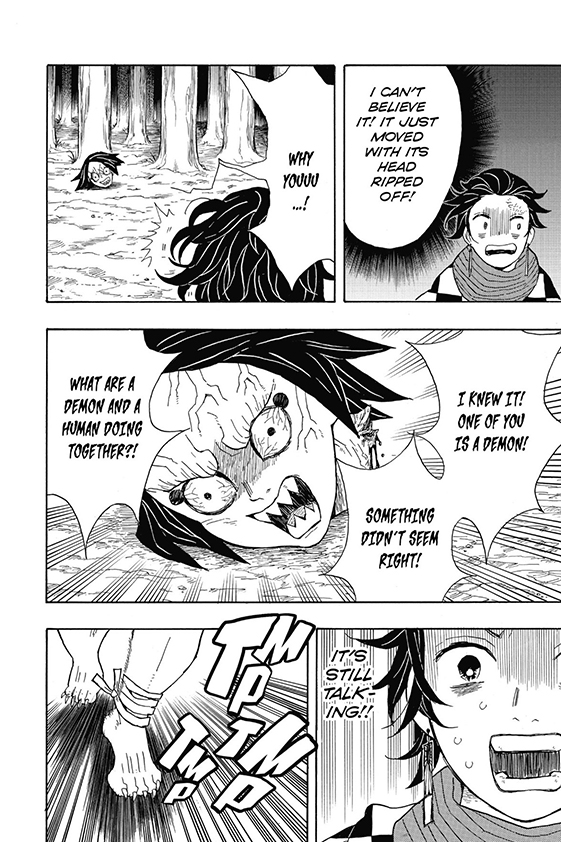 I CAN'T
BELIEVE
IT! IT JUST
MOVED
WITH ITS
HEAD
RIPPED
OFF!
WHY
YOUUU
...!
I KNEW IT!
ONE OF YOU
IS A DEMON!
SOMETHING
DIDN'T SEEM
RIGHT!
WHAT ARE A
DEMON AND A
HUMAN DOING
TOGETHER?!
IT'S
STILL
TALK-
ING!!
TMP
TMP
TMP